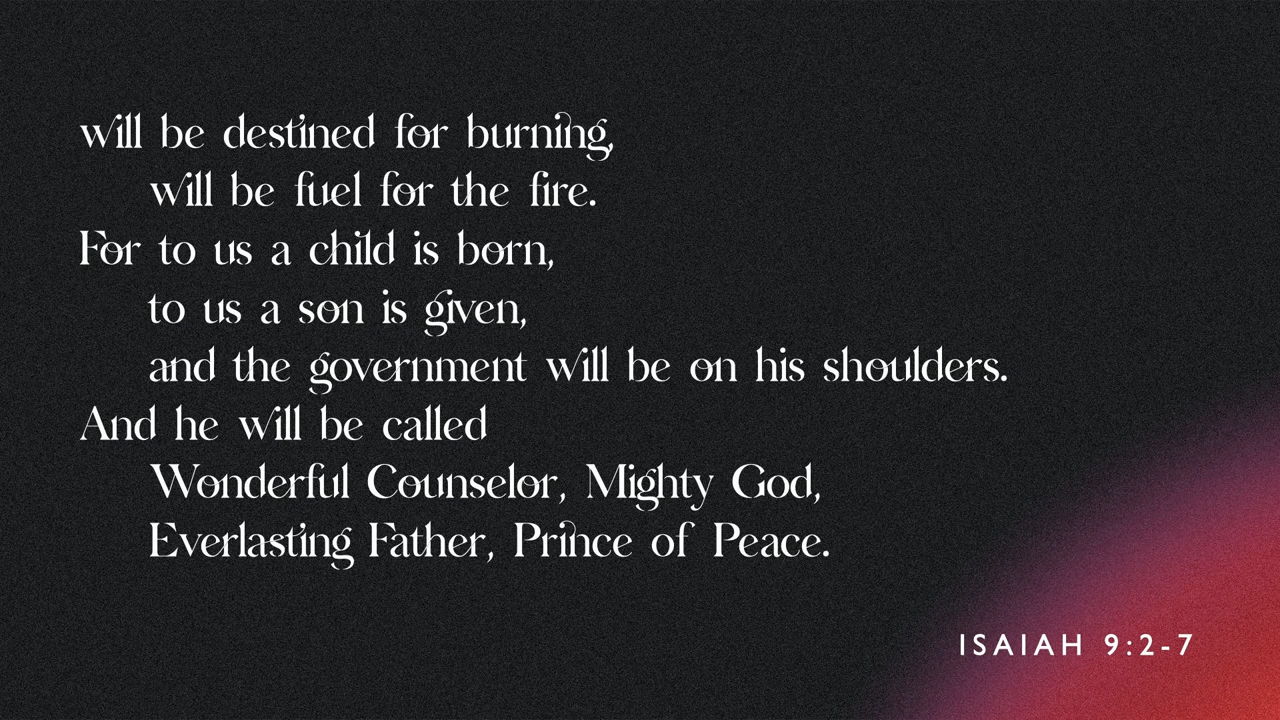 will be destined for burning,
will be fuel for the fire.
For to us a child is born,
to us a son is given,
and the government will be on his shoulders.
And he will be called
Wonderful Counselor, Mighty God,
Everlasting Father, Prince of Peace.
ISAIAH 9:2-7